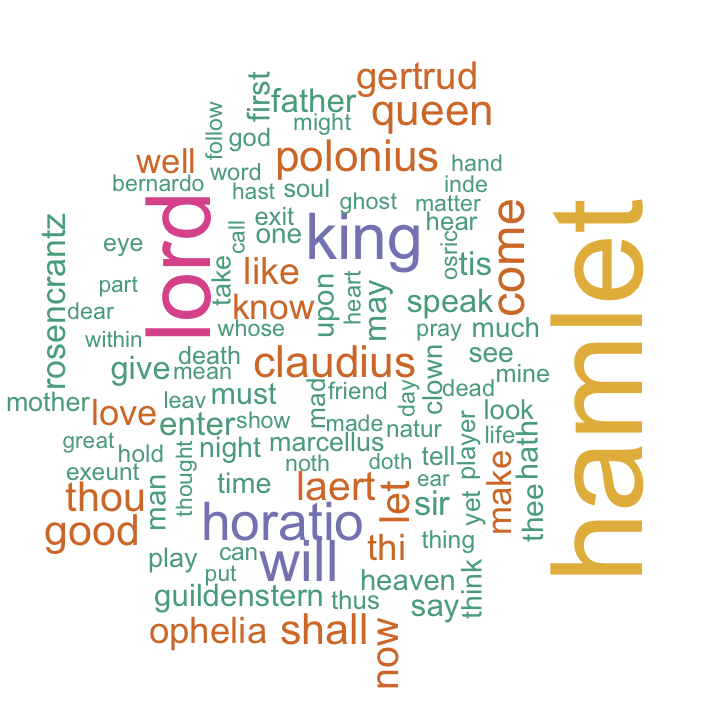 gertrud
first
father
queen
follow
might
god
well
polonius
hand
word
bernardo
hast
soul
inde
lord
ghost
matter
come
hamlet
exit
king
hear
rosencrantz
eye
call
one
osric
tis
part
take
like
upon
heart
may
speak
dear
know
whose
pray
much
within
death
claudius
see
give
mean
clown
mine
mother
leav
must
mad
friend
day
dead
love
enter
show
made
natur
look
great
night
marcellus
player
life
hath
hold
thought
noth
doth
tell
exeunt
time
laert
ear
make
thou
man
let
sir
yet
thee
good
horatio
thing
play
can
will
thi
put
heaven
think
guildenstern
thus
say
ophelia
shall
now